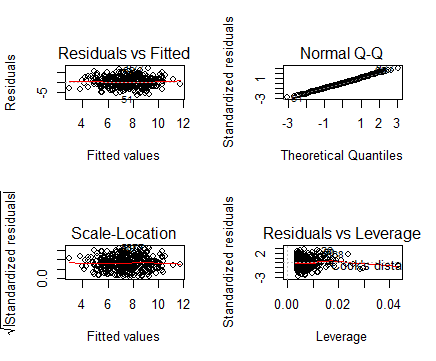 Residuals vs Fitted
Residuals
-5
51
4 6 8 10 12
Fitted values
Normal Q-Q
Standardized residuals
-3 1
-3 -1 1 2 3
Theoretical Quantiles
Scale-Location
√|Standardized residuals|
0.0
4 6 8 10 12
Fitted values
Residuals vs Leverage
Standardized residuals
-3 2
Cook's dista
0.00 0.02 0.04
Leverage